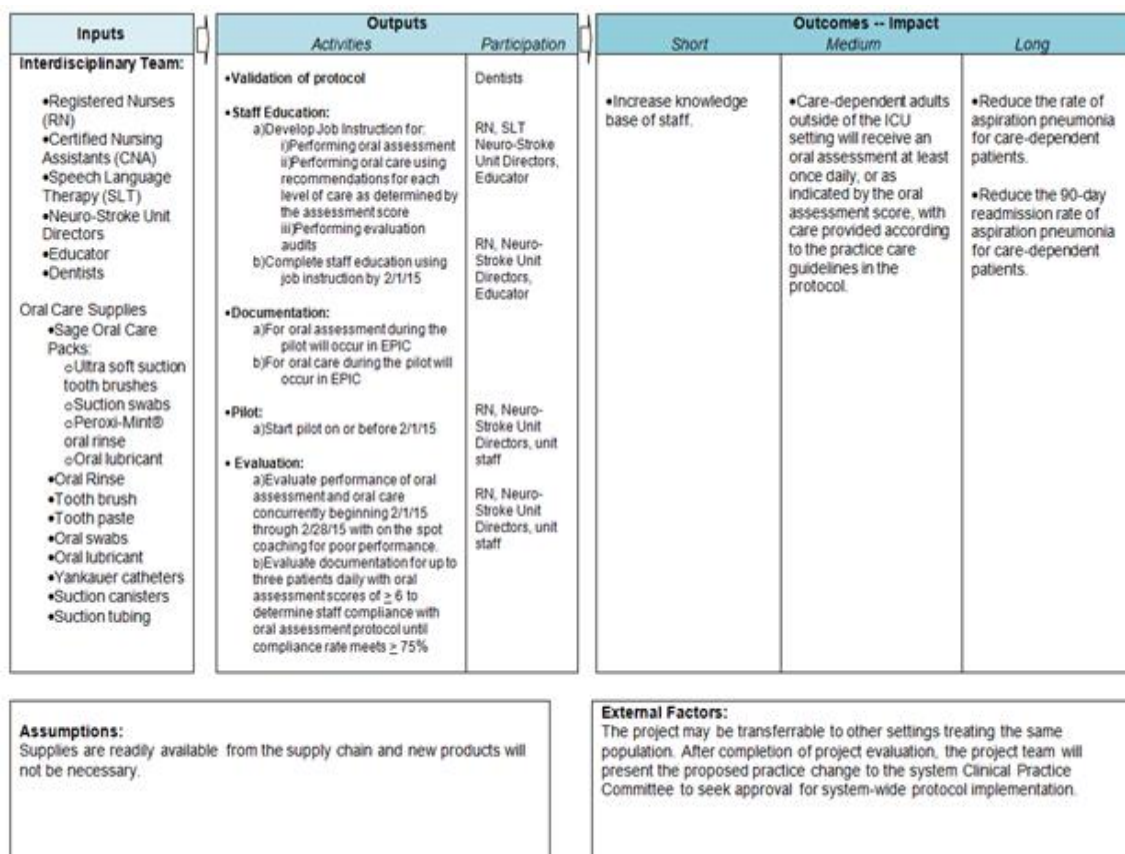 Inputs
Interdisciplinary Team:
•Registered Nurses
(RN)
•Certified Nursing
Assistants (CNA)
•Speech Language
Therapy (SLT)
•Neuro-Stroke Unit
Directors
•Educator
•Dentists
Oral Care Supplies
•Sage Oral Care
Packs:
oUltra soft suction
tooth brushes
oSuction swabs
oPeroxi-Mint®
oral rinse
oOral lubricant
•Oral Rinse
•Tooth brush
•Tooth paste
•Oral swabs
•Oral lubricant
•Yankauer catheters
•Suction canisters
•Suction tubing
Outputs
Activities
•Validation of protocol
•Staff Education:
a)Develop Job Instruction for:
i)Performing oral assessment
ii)Performing oral care using
recommendations for each
level of care as determined by
the assessment score
iii)Performing evaluation
audits
b)Complete staff education using
job instruction by 2/1/15
•Documentation:
a)For oral assessment during the
pilot will occur in EPIC
b)For oral care during the pilot will
occur in EPIC
•Pilot:
a)Start pilot on or before 2/1/15
• Evaluation:
a)Evaluate performance of oral
assessment and oral care
concurrently beginning 2/1/15
through 2/28/15 with on the spot
coaching for poor performance.
b)Evaluate documentation for up to
three patients daily with oral
assessment scores of ≥ 6 to
determine staff compliance with
oral assessment protocol until
compliance rate meets ≥ 75%
Participation
Dentists
RN, SLT
Neuro-Stroke
Unit Directors,
Educator
RN, Neuro-
Stroke Unit
Directors,
Educator
RN, Neuro-
Stroke Unit
Directors, unit
staff
RN, Neuro-
Stroke Unit
Directors, unit
staff
Outcomes -- Impact
Short
•Increase knowledge
base of staff.
Medium
•Care-dependent adults
outside of the ICU
setting will receive an
oral assessment at least
once daily, or as
indicated by the oral
assessment score, with
care provided according
to the practice care
guidelines in the
protocol.
Long
•Reduce the rate of
aspiration pneumonia
for care-dependent
patients.
•Reduce the 90-day
readmission rate of
aspiration pneumonia
for care-dependent
patients.
Assumptions:
Supplies are readily available from the supply chain and new products will
not be necessary.
External Factors:
The project may be transferrable to other settings treating the same
population. After completion of project evaluation, the project team will
present the proposed practice change to the system Clinical Practice
Committee to seek approval for system-wide protocol implementation.